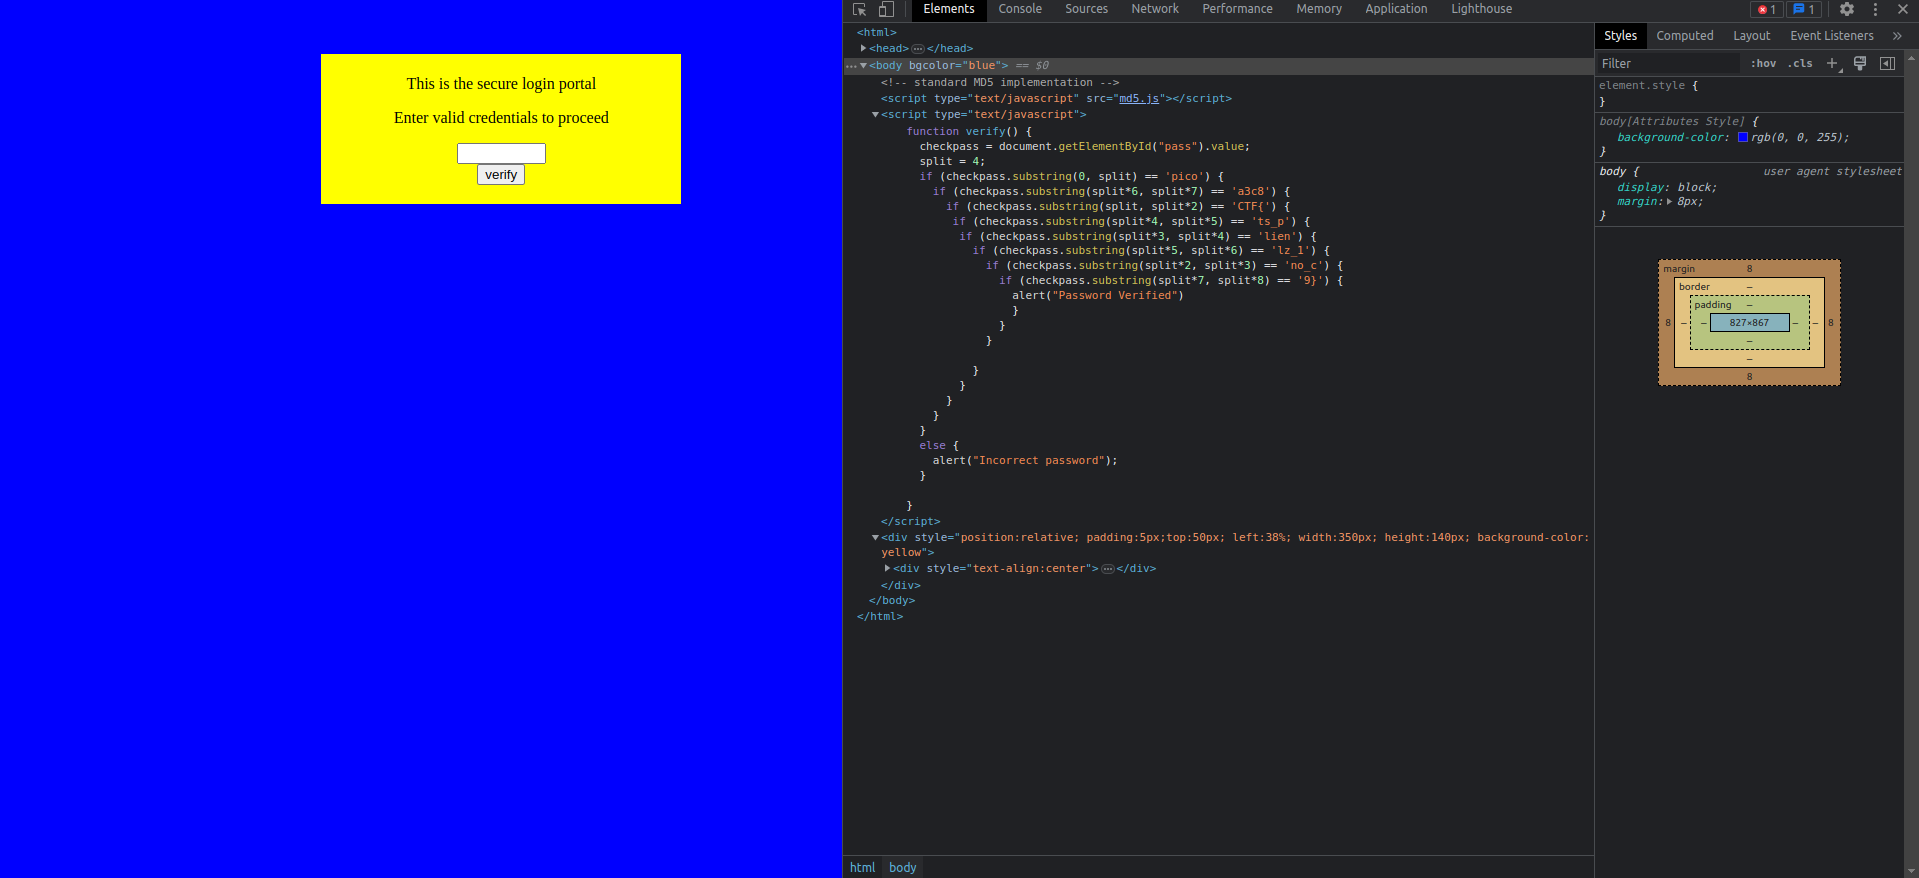 This is the secure login portal
Enter valid credentials to proceed
verify
Elements Console Sources Network Performance Memory Application Lighthouse 1 1
<html>
<head>…</head>
<body bgcolor="blue"> == $0
<!-- standard MD5 implementation -->
<script type="text/javascript" src="md5.js"></script>
<script type="text/javascript">
function verify() {
checkpass = document.getElementById("pass").value;
split = 4;
if (checkpass.substring(0, split) == 'pico') {
if (checkpass.substring(split*6, split*7) == 'a3c8') {
if (checkpass.substring(split, split*2) == 'CTF{') {
if (checkpass.substring(split*4, split*5) == 'ts_p') {
if (checkpass.substring(split*3, split*4) == 'lien') {
if (checkpass.substring(split*5, split*6) == 'lz_1') {
if (checkpass.substring(split*2, split*3) == 'no_c') {
if (checkpass.substring(split*7, split*8) == '9}') {
alert("Password Verified")
}
}
}
}
}
}
}
}
else {
alert("Incorrect password");
}
}
</script>
<div style="position:relative; padding:5px;top:50px; left:38%; width:350px; height:140px; background-color:
yellow">
<div style="text-align:center">…</div>
</div>
</body>
</html>
html body
Styles Computed Layout Event Listeners »
Filter :hov .cls +
element.style {
}
body[Attributes Style] {
background-color: rgb(0, 0, 255);
}
body { user agent stylesheet
display: block;
margin: 8px;
}
margin 8
border –
padding –
8 – – 827×867 – – 8
–
–
8